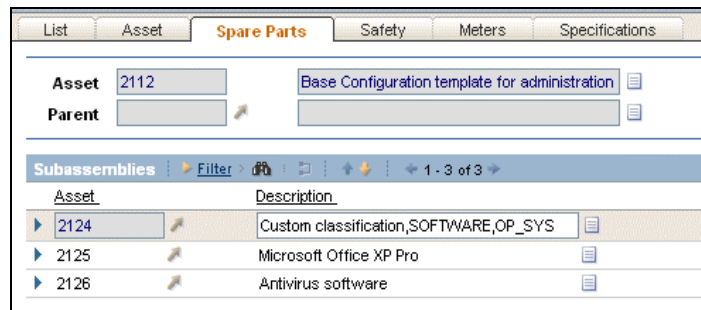 List Asset Spare Parts Safety Meters Specifications
Asset 2112 Base Configuration template for administration
Parent
Subassemblies Filter 1 - 3 of 3
Asset Description
2124 Custom classification,SOFTWARE,OP_SYS
2125 Microsoft Office XP Pro
2126 Antivirus software